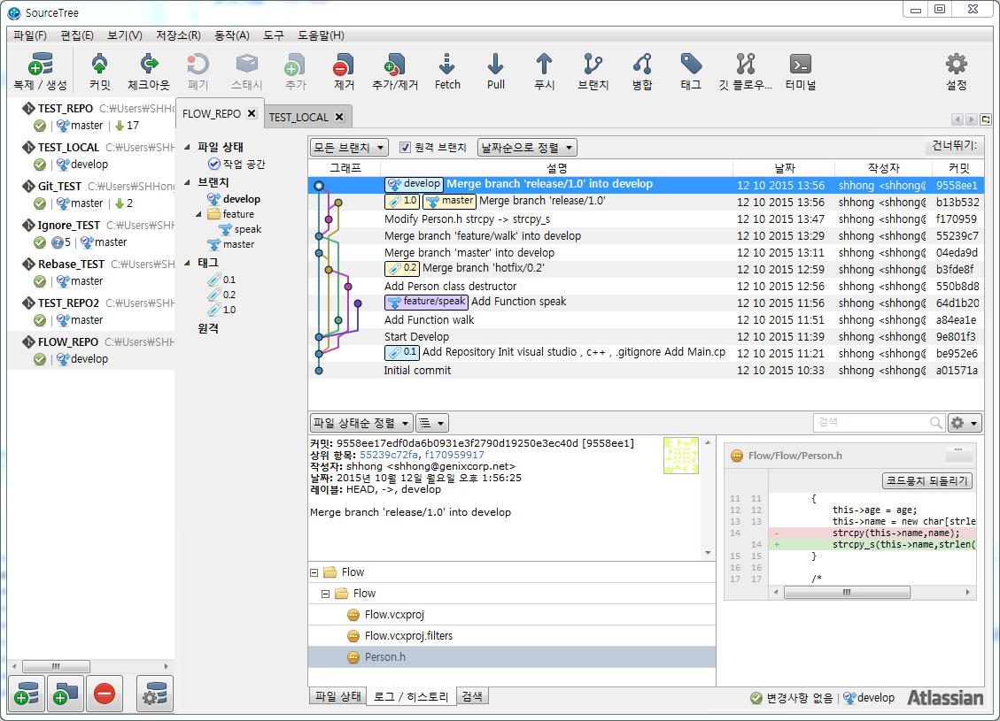 SourceTree
파일(F) 편집(E) 보기(V) 저장소(R) 동작(A) 도구 도움말(H)
복제 / 생성 커밋 체크아웃 폐기 스태시 추가 제거 추가/제거 Fetch Pull 푸시 브랜치 병합 태그 깃 플로우... 터미널 설정
TEST_REPO C:₩Users₩SHHo
master 17
TEST_LOCAL C:₩Users₩SHH
develop
Git_TEST C:₩Users₩SHHong
master 2
Ignore_TEST C:₩Users₩SHH
5 master
Rebase_TEST C:₩Users₩SH
master
TEST_REPO2 C:₩Users₩SHH
master
FLOW_REPO C:₩Users₩SHH
develop
FLOW_REPO TEST_LOCAL
파일 상태
작업 공간
브랜치
develop
feature
speak
master
태그
0.1
0.2
1.0
원격
모든 브랜치 원격 브랜치 날짜순으로 정렬 건너뛰기:
그래프 설명 날짜 작성자 커밋
develop Merge branch 'release/1.0' into develop 12 10 2015 13:56 shhong <shhong@ 9558ee1
1.0 master Merge branch 'release/1.0' 12 10 2015 13:56 shhong <shhong@ b13b532
Modify Person.h strcpy -> strcpy_s 12 10 2015 13:47 shhong <shhong@ f170959
Merge branch 'feature/walk' into develop 12 10 2015 13:29 shhong <shhong@ 55239c7
Merge branch 'master' into develop 12 10 2015 13:11 shhong <shhong@ 04eda9d
0.2 Merge branch 'hotfix/0.2' 12 10 2015 12:59 shhong <shhong@ b3fde8f
Add Person class destructor 12 10 2015 12:56 shhong <shhong@ 550b8d8
feature/speak Add Function speak 12 10 2015 11:56 shhong <shhong@ 64d1b20
Add Function walk 12 10 2015 11:51 shhong <shhong@ a84ea1e
Start Develop 12 10 2015 11:39 shhong <shhong@ 9e801f3
0.1 Add Repository Init visual studio , c++ , .gitignore Add Main.cp 12 10 2015 11:21 shhong <shhong@ be952e6
Initial commit 12 10 2015 10:33 shhong <shhong@ a01571a
파일 상태순 정렬 검색
커밋: 9558ee17edf0da6b0931e3f2790d19250e3ec40d [9558ee1]
상위 항목: 55239c72fa, f170959917
작성자: shhong <shhong@genixcorp.net>
날짜: 2015년 10월 12일 월요일 오후 1:56:25
레이블: HEAD, ->, develop
Merge branch 'release/1.0' into develop
Flow
Flow
Flow.vcxproj
Flow.vcxproj.filters
Person.h
Flow/Flow/Person.h ...
코드뭉치 되돌리기
11 11 {
12 12 this->age = age;
13 13 this->name = new char[strle
14 - strcpy(this->name,name);
14 + strcpy_s(this->name,strlen(
15 15 }
16 16
17 17 /*
파일 상태 로그 / 히스토리 검색
변경사항 없음 develop Atlassian